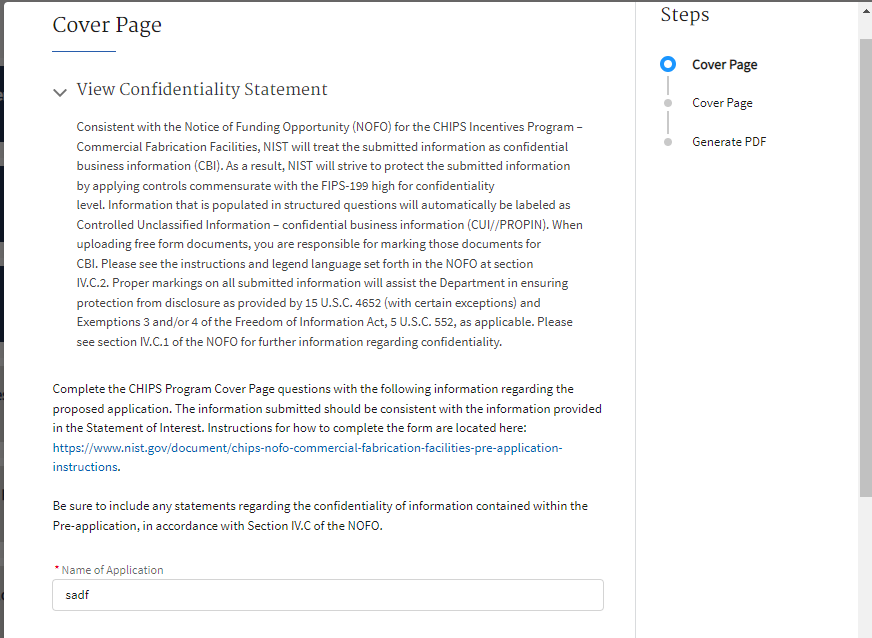 Cover Page
View Confidentiality Statement
Consistent with the Notice of Funding Opportunity (NOFO) for the CHIPS Incentives Program –
Commercial Fabrication Facilities, NIST will treat the submitted information as confidential
business information (CBI). As a result, NIST will strive to protect the submitted information
by applying controls commensurate with the FIPS-199 high for confidentiality
level. Information that is populated in structured questions will automatically be labeled as
Controlled Unclassified Information – confidential business information (CUI//PROPIN). When
uploading free form documents, you are responsible for marking those documents for
CBI. Please see the instructions and legend language set forth in the NOFO at section
IV.C.2. Proper markings on all submitted information will assist the Department in ensuring
protection from disclosure as provided by 15 U.S.C. 4652 (with certain exceptions) and
Exemptions 3 and/or 4 of the Freedom of Information Act, 5 U.S.C. 552, as applicable. Please
see section IV.C.1 of the NOFO for further information regarding confidentiality.
Complete the CHIPS Program Cover Page questions with the following information regarding the
proposed application. The information submitted should be consistent with the information provided
in the Statement of Interest. Instructions for how to complete the form are located here:
https://www.nist.gov/document/chips-nofo-commercial-fabrication-facilities-pre-application-
instructions.
Be sure to include any statements regarding the confidentiality of information contained within the
Pre-application, in accordance with Section IV.C of the NOFO.
* Name of Application
sadf
Steps
Cover Page
Cover Page
Generate PDF